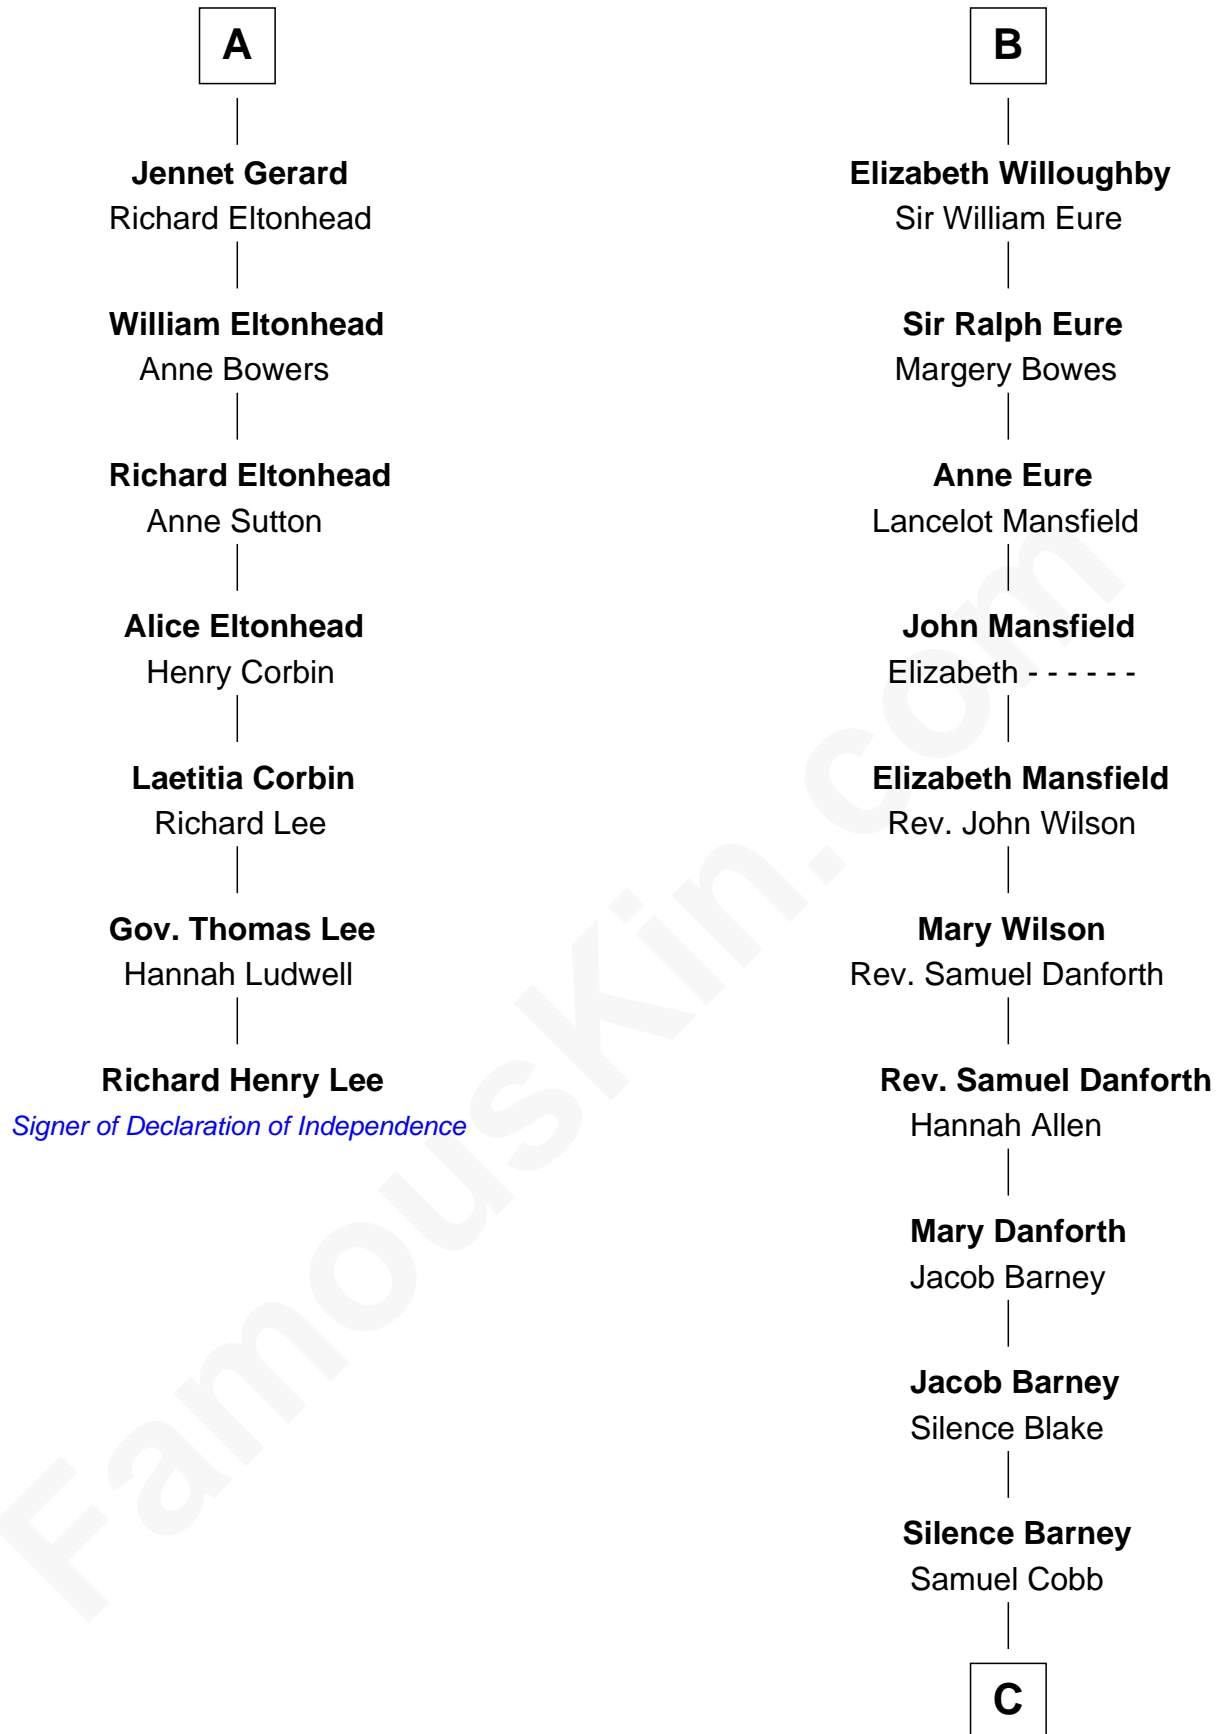 A
Jennet Gerard
Richard Eltonhead
William Eltonhead
Anne Bowers
Richard Eltonhead
Anne Sutton
Alice Eltonhead
Henry Corbin
Laetitia Corbin
Richard Lee
Gov. Thomas Lee
Hannah Ludwell
Richard Henry Lee
Signer of Declaration of Independence
B
Elizabeth Willoughby
Sir William Eure
Sir Ralph Eure
Margery Bowes
Anne Eure
Lancelot Mansfield
John Mansfield
Elizabeth - - - - - -
Elizabeth Mansfield
Rev. John Wilson
Mary Wilson
Rev. Samuel Danforth
Rev. Samuel Danforth
Hannah Allen
Mary Danforth
Jacob Barney
Jacob Barney
Silence Blake
Silence Barney
Samuel Cobb
C
FamousKin.com